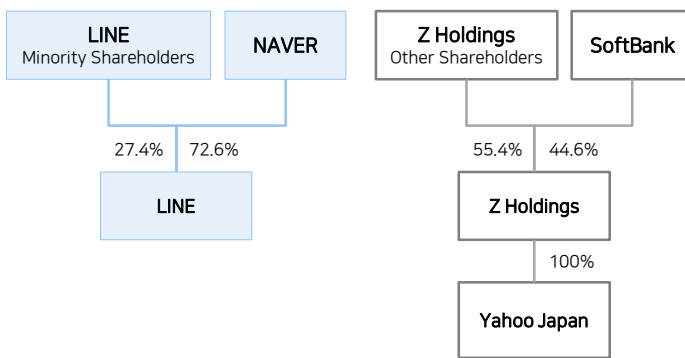 LINE
Minority Shareholders
NAVER
Z Holdings
Other Shareholders
SoftBank
27.4%
72.6%
55.4%
44.6%
LINE
Z Holdings
100%
Yahoo Japan